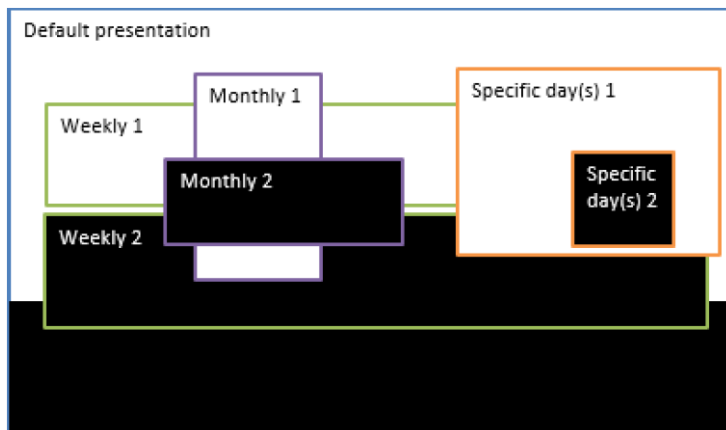 Default presentation
Monthly 1
Specific day(s) 1
Weekly 1
Monthly 2
Specific
day(s) 2
Weekly 2